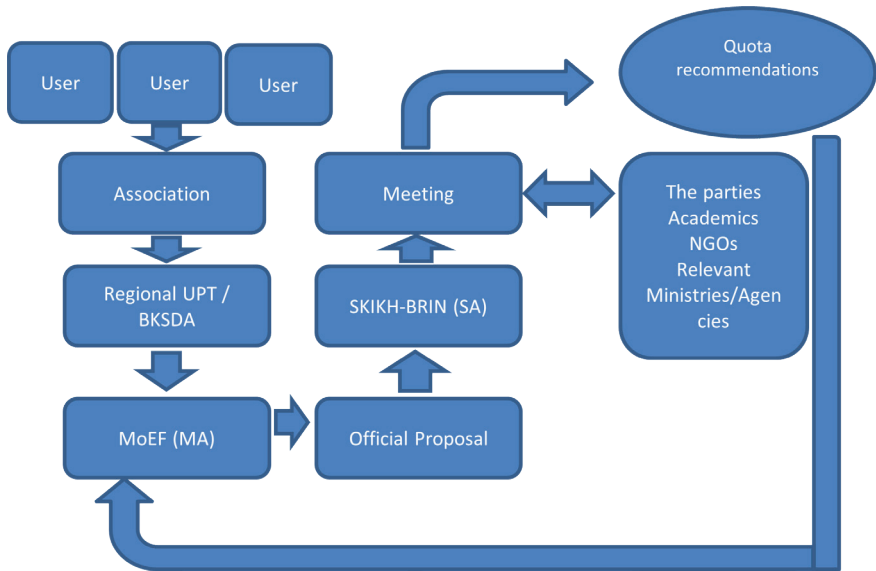 User
User
User
Association
Regional UPT /
BKSDA
MoEF (MA)
Official Proposal
SKIKH-BRIN (SA)
Meeting
Quota
recommendations
The parties
Academics
NGOs
Relevant
Ministries/Agen
cies